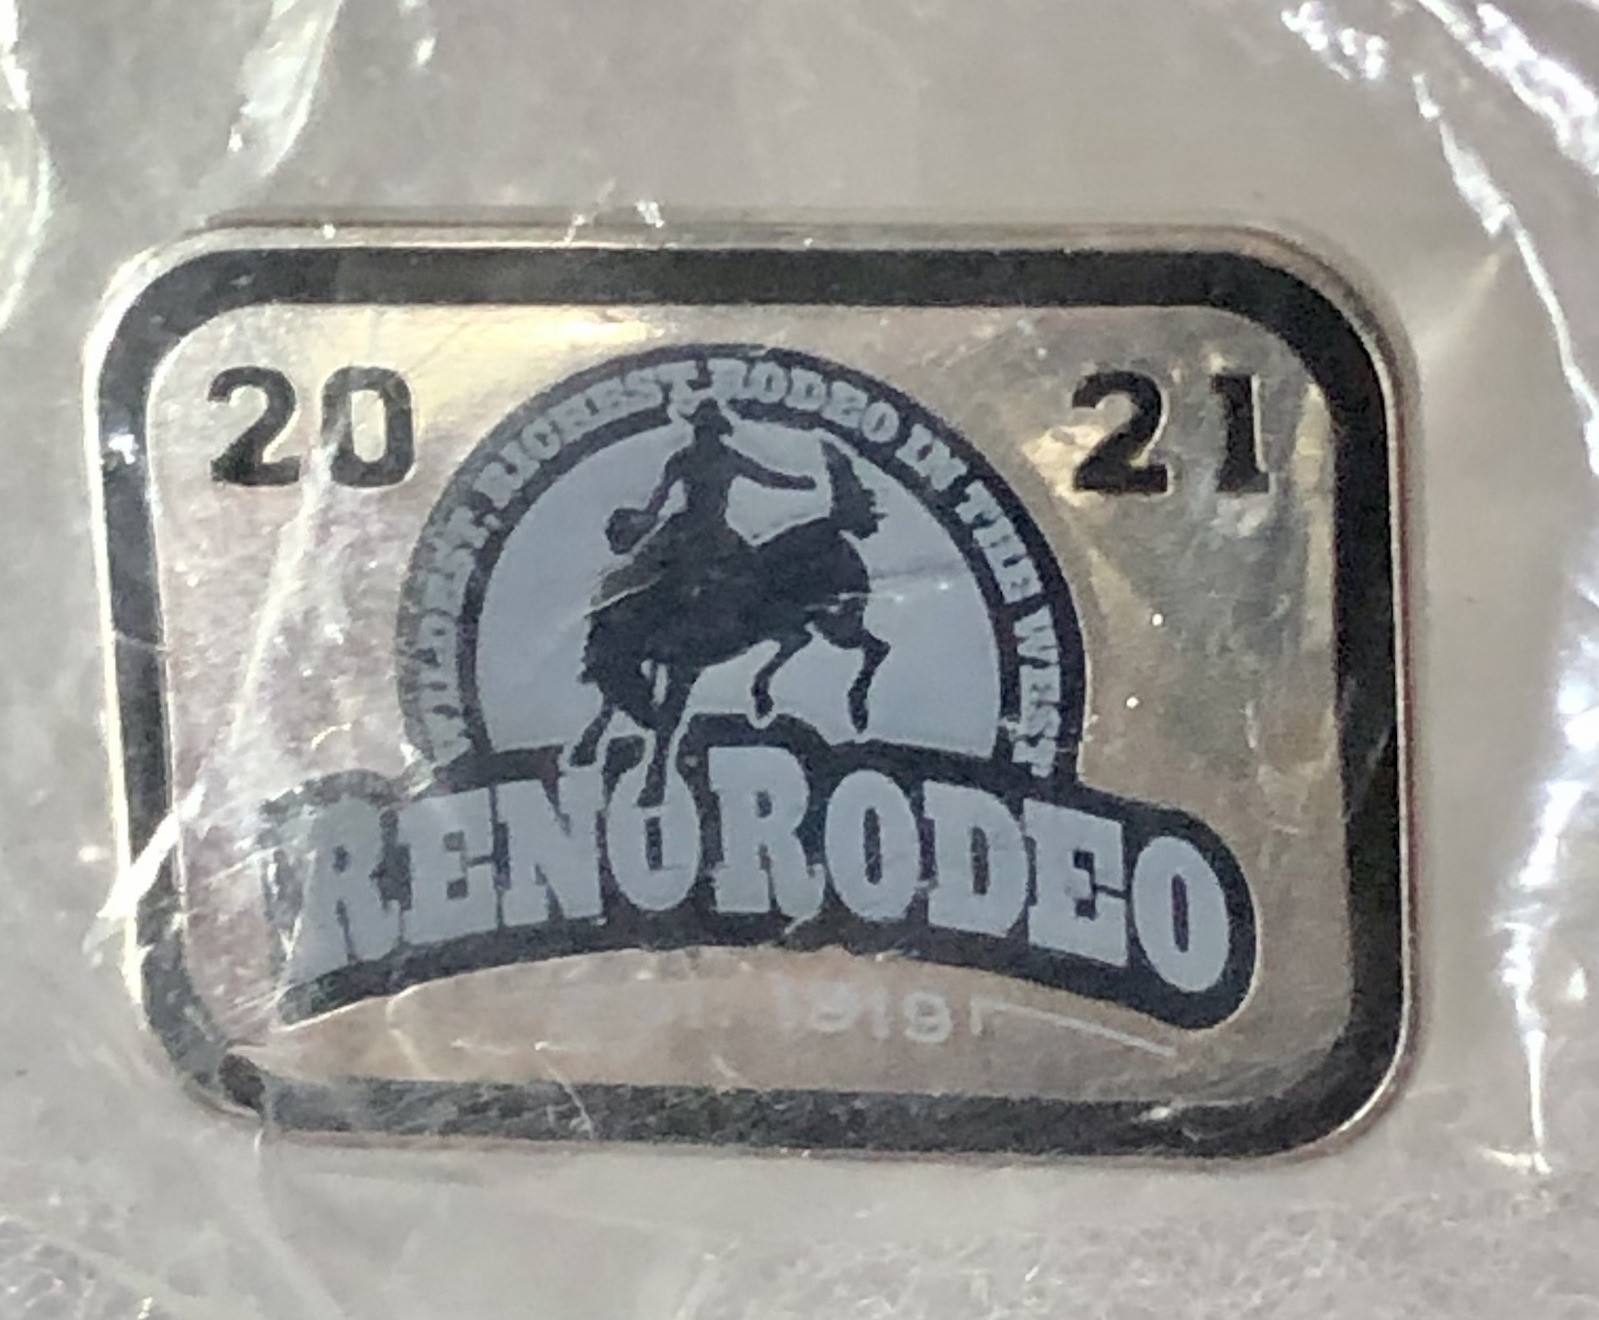 20 21
WILDEST, RICHEST RODEO IN THE WEST
RENO RODEO
1919